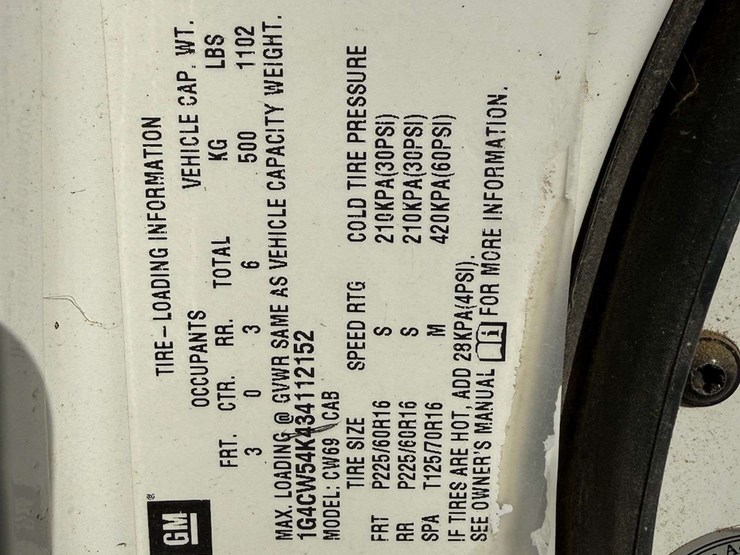 GM ®
TIRE-LOADING INFORMATION
OCCUPANTS VEHICLE CAP. WT.
FRT. CTR. RR. TOTAL KG LBS
3 0 3 6 500 1102
MAX. LOADING @ GVWR SAME AS VEHICLE CAPACITY WEIGHT.
1G4CW54K434112152
MODEL: CW69 CAB
TIRE SIZE SPEED RTG COLD TIRE PRESSURE
FRT P225/60R16 S 210KPA(30PSI)
RR P225/60R16 S 210KPA(30PSI)
SPA T125/70R16 M 420KPA(60PSI)
IF TIRES ARE HOT, ADD 28KPA(4PSI).
SEE OWNER'S MANUAL FOR MORE INFORMATION.